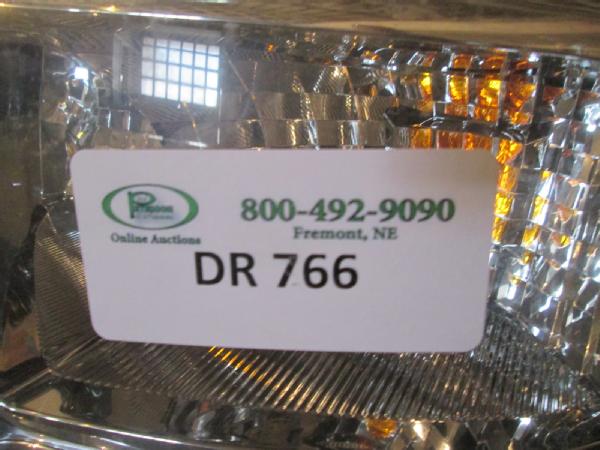 800-492-9090
Fremont, NE
Online Auctions
DR 766